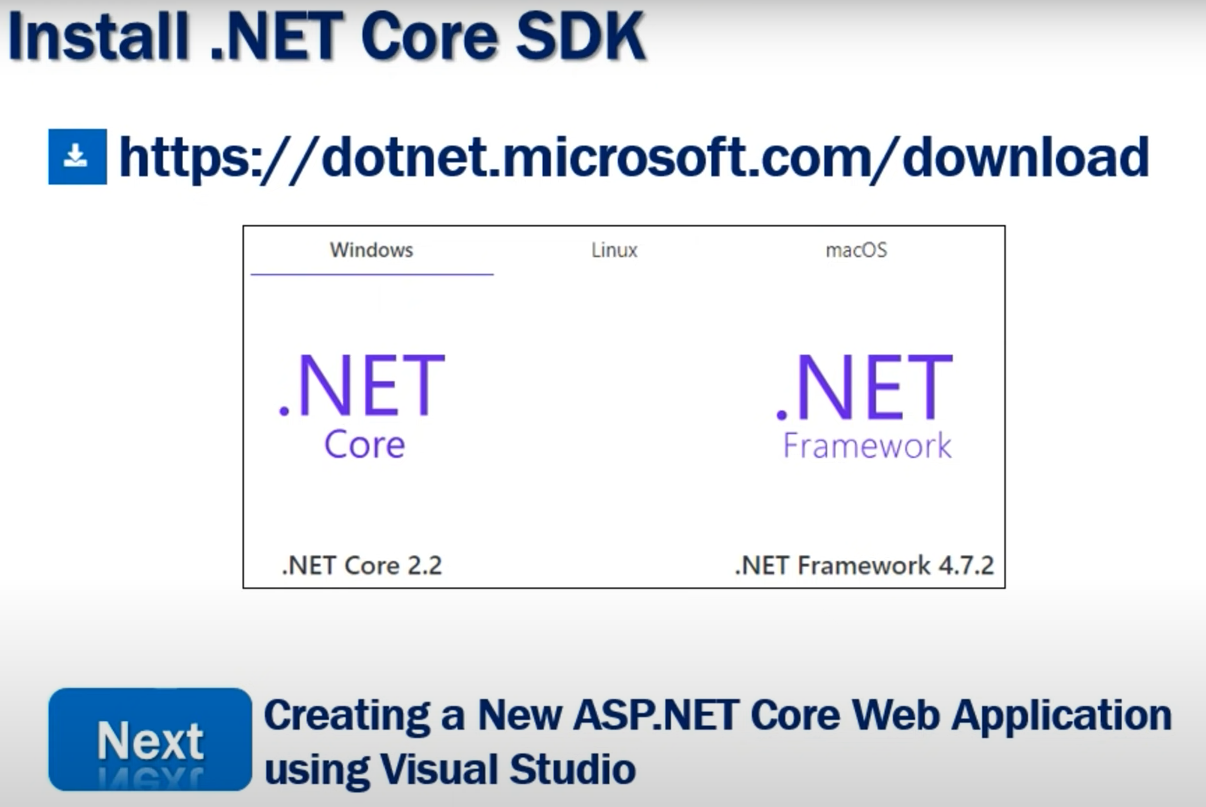 Install .NET Core SDK
https://dotnet.microsoft.com/download
Windows Linux macOS
.NET .NET
Core Framework
.NET Core 2.2 .NET Framework 4.7.2
Next
Creating a New ASP.NET Core Web Application
using Visual Studio